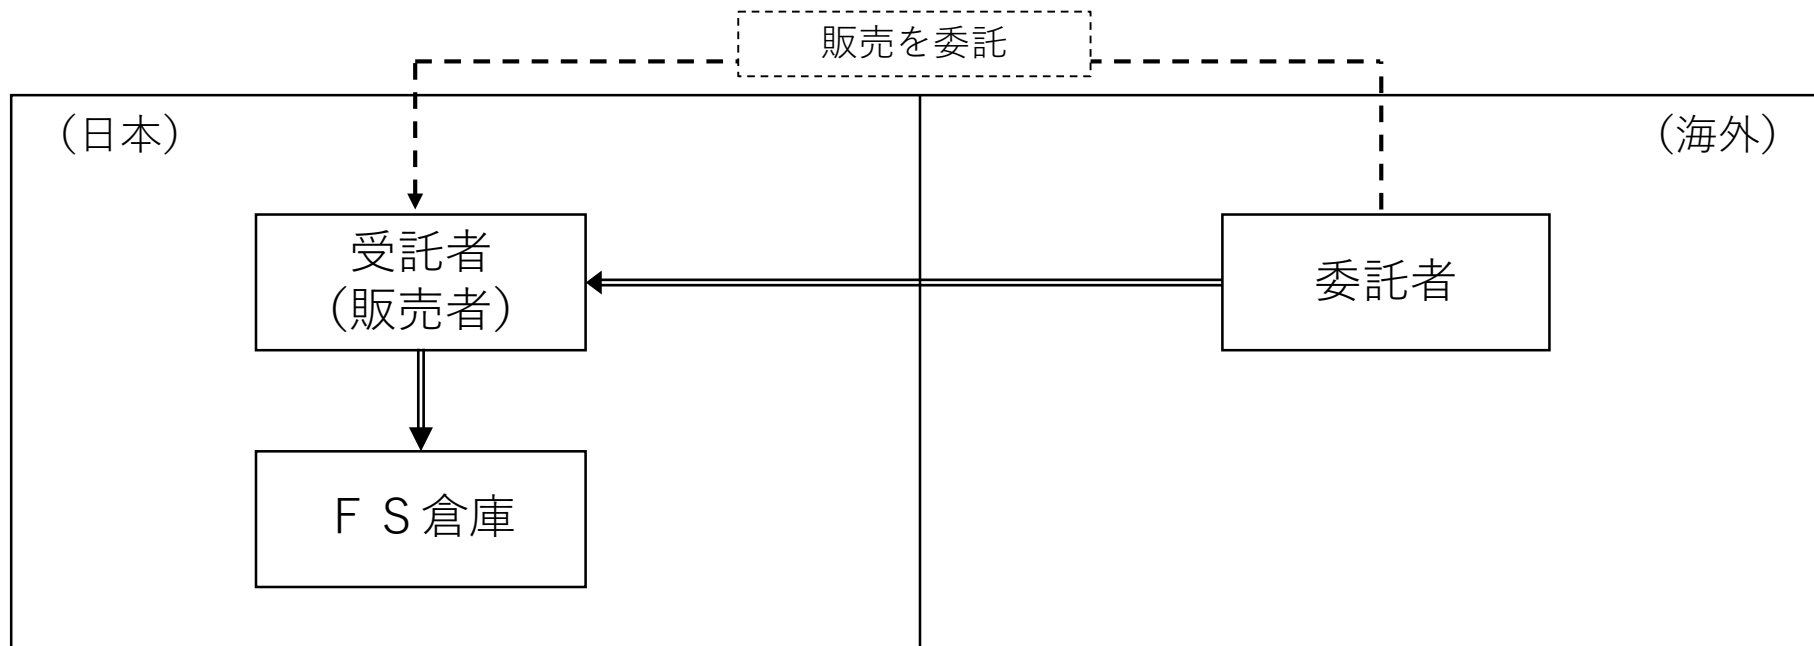 販売を委託
（日本）
（海外）
受託者
（販売者）
委託者
ＦＳ倉庫